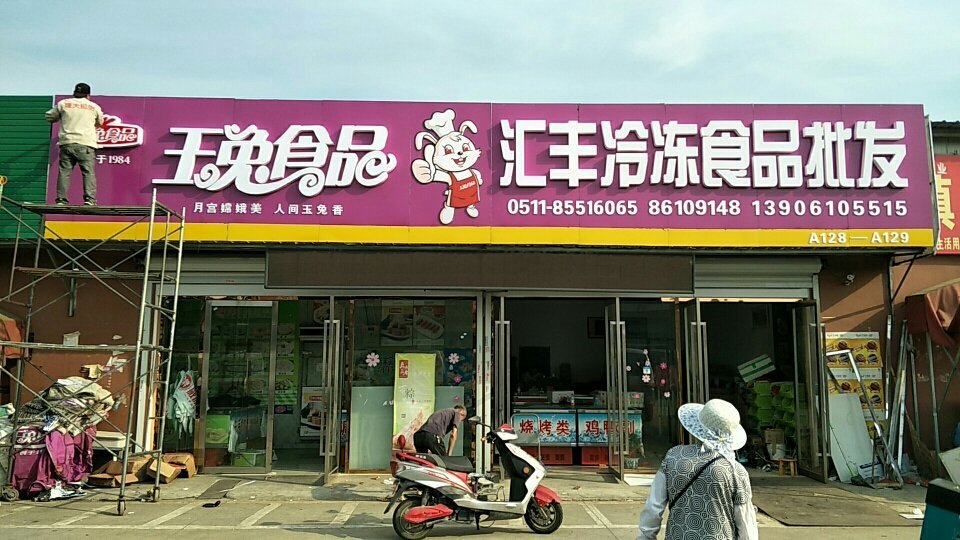 玉兔食品
月宫嫦娥美 人间玉兔香
于1984
汇丰冷冻食品批发
0511-85516065 86109148 13906105515
A128—A129
烧烤类